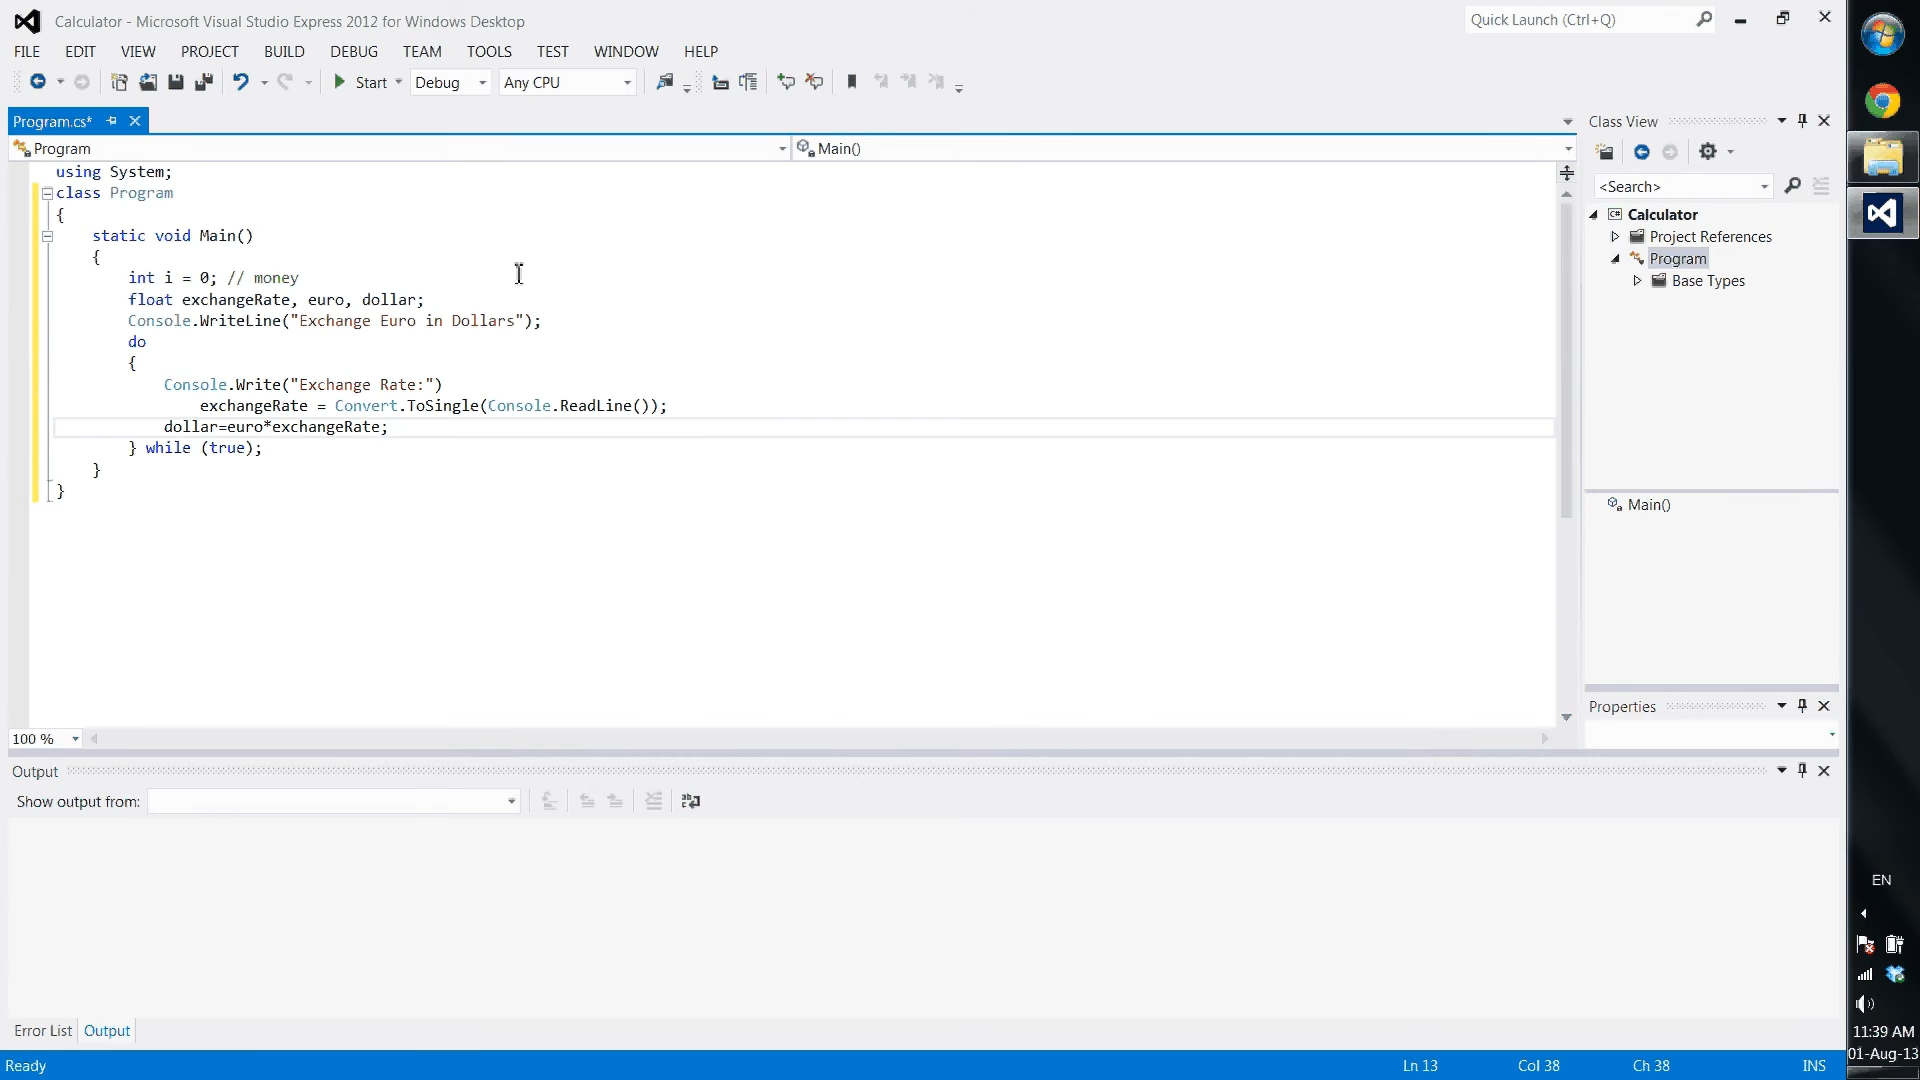 Calculator - Microsoft Visual Studio Express 2012 for Windows Desktop
Quick Launch (Ctrl+Q)
FILE EDIT VIEW PROJECT BUILD DEBUG TEAM TOOLS TEST WINDOW HELP
Start Debug Any CPU
Program.cs*
Program
Main()
using System;
class Program
{
static void Main()
{
int i = 0; // money
float exchangeRate, euro, dollar;
Console.WriteLine("Exchange Euro in Dollars");
do
{
Console.Write("Exchange Rate:")
exchangeRate = Convert.ToSingle(Console.ReadLine());
dollar=euro*exchangeRate;
} while (true);
}
}
100 %
Class View
<Search>
Calculator
Project References
Program
Base Types
Main()
Properties
Output
Show output from:
Error List Output
Ready
Ln 13 Col 38 Ch 38 INS
EN
11:39 AM
01-Aug-13